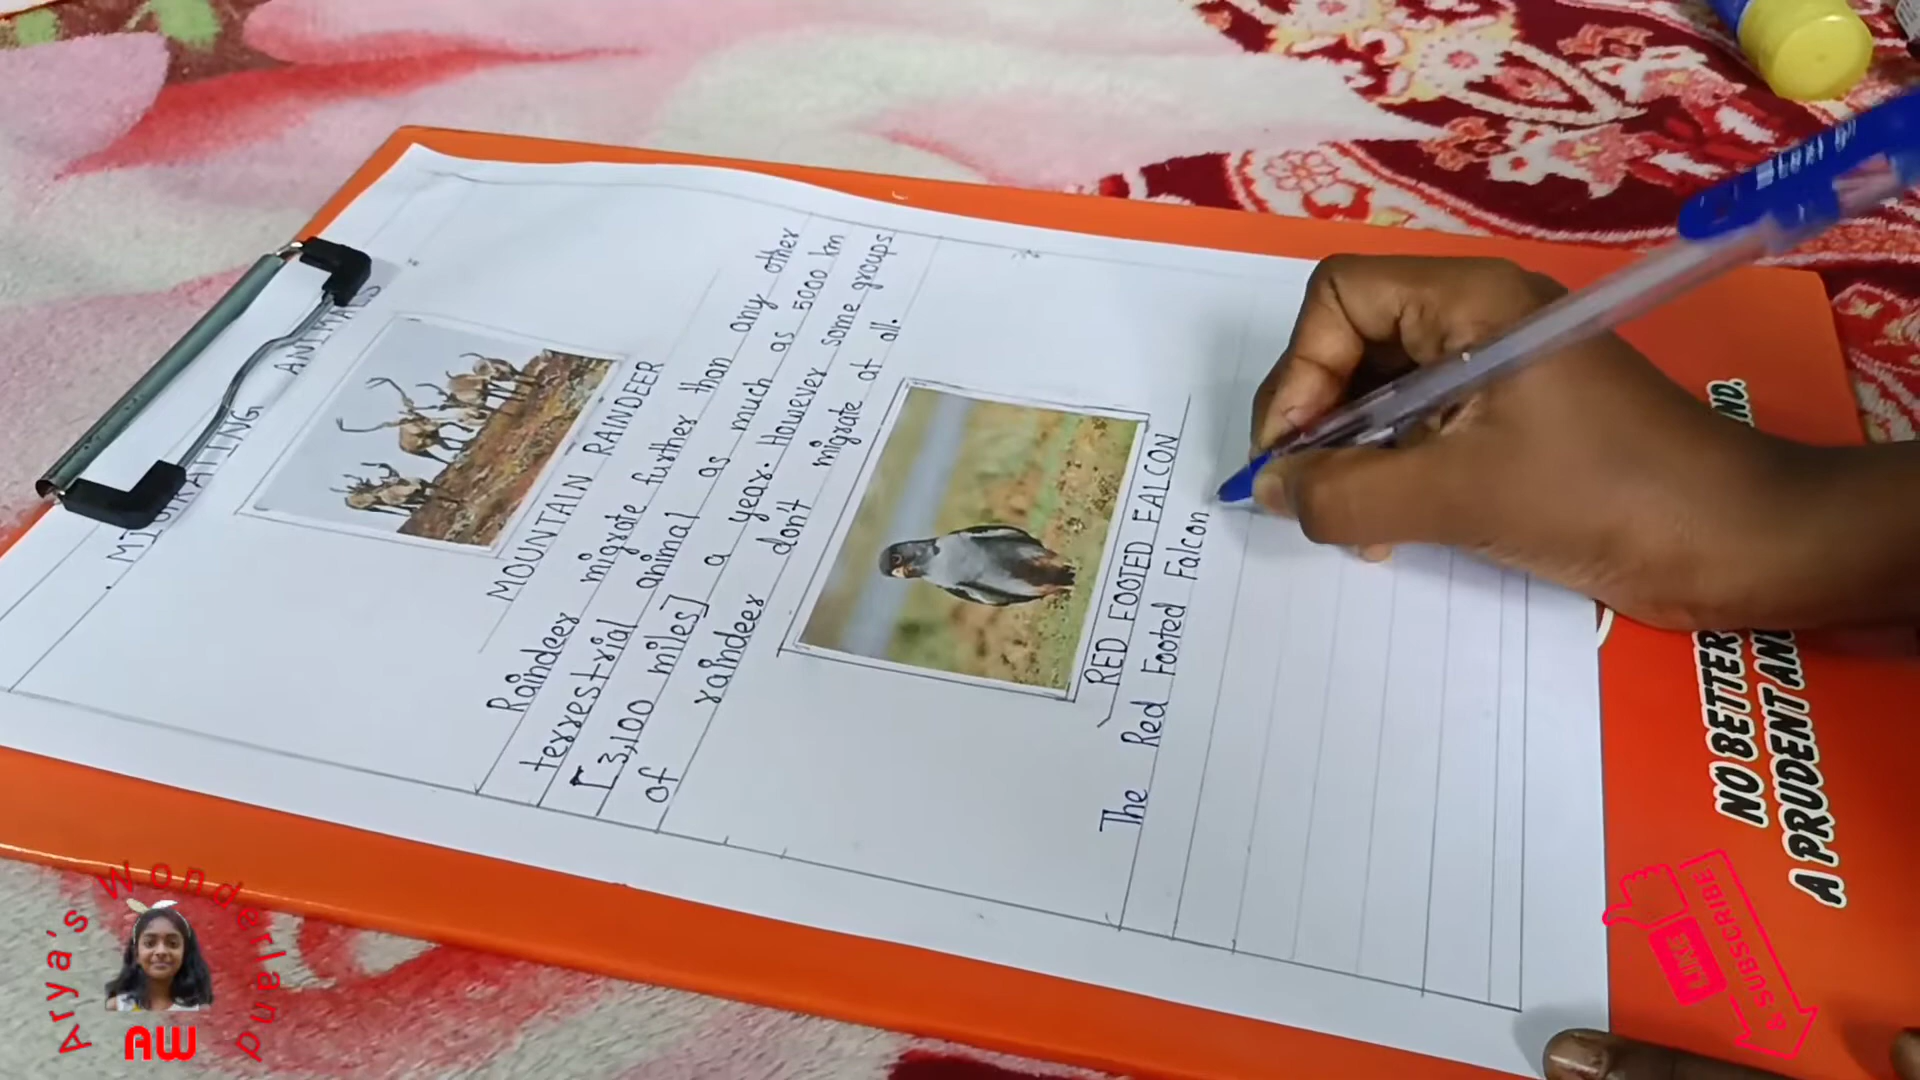 MIGRATING ANIMALS
MOUNTAIN RAINDEER
Raindeer migrate further than any other
terrestrial animal as much as 5000 km
[3,100 miles] a year. However some groups
of raindeer don't migrate at all.
RED FOOTED FALCON
The Red Footed Falcon
NO BETTER
A PRUDENT AN
ND.
Arya's Wonderland
AW
LIKE
& SUBSCRIBE